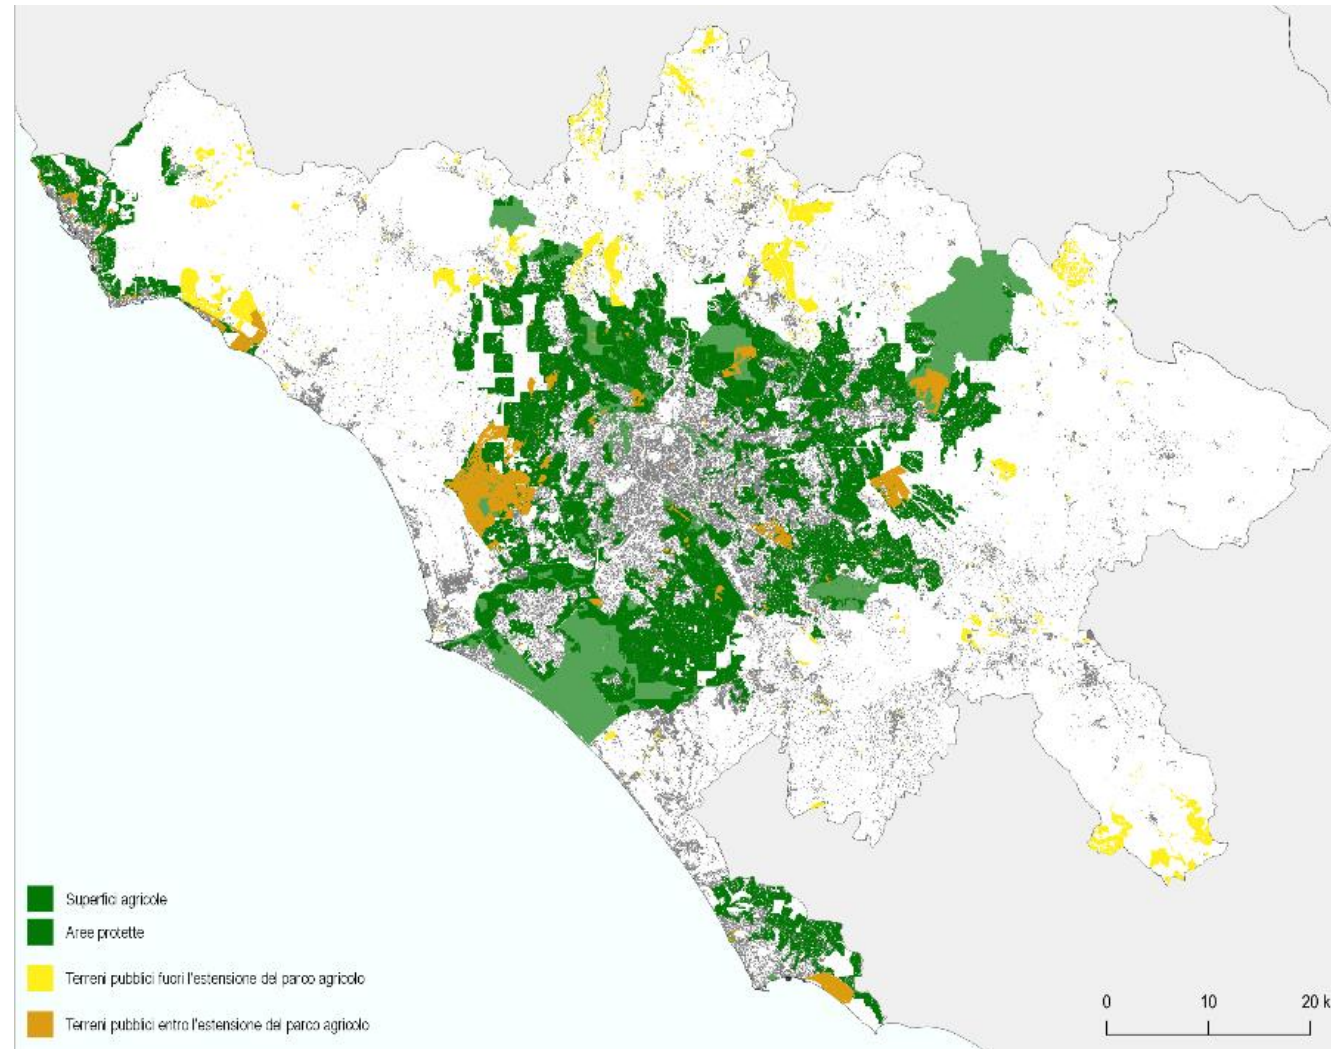 Superfici agricole
Aree protette
Terreni pubblici fuori l'estensione del parco agricolo
Terreni pubblici entro l'estensione del parco agricolo
0 10 20 k